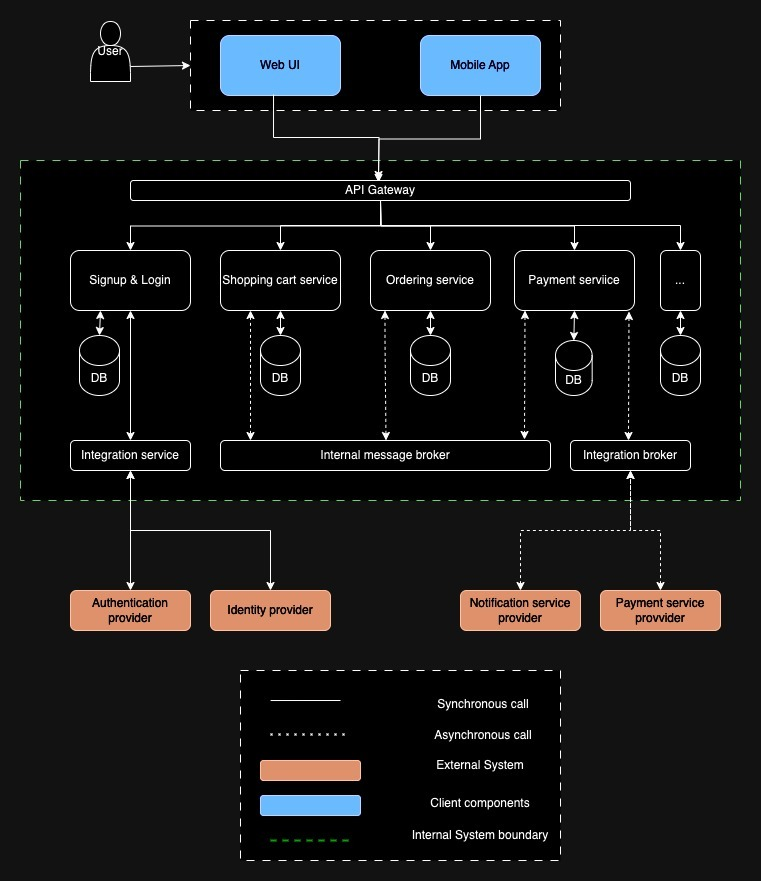 User
Web UI
Mobile App
API Gateway
Signup & Login
Shopping cart service
Ordering service
Payment serviice
...
DB
DB
DB
DB
DB
Integration service
Internal message broker
Integration broker
Authentication
provider
Identity provider
Notification service
provider
Payment service
provvider
Synchronous call
Asynchronous call
External System
Client components
Internal System boundary